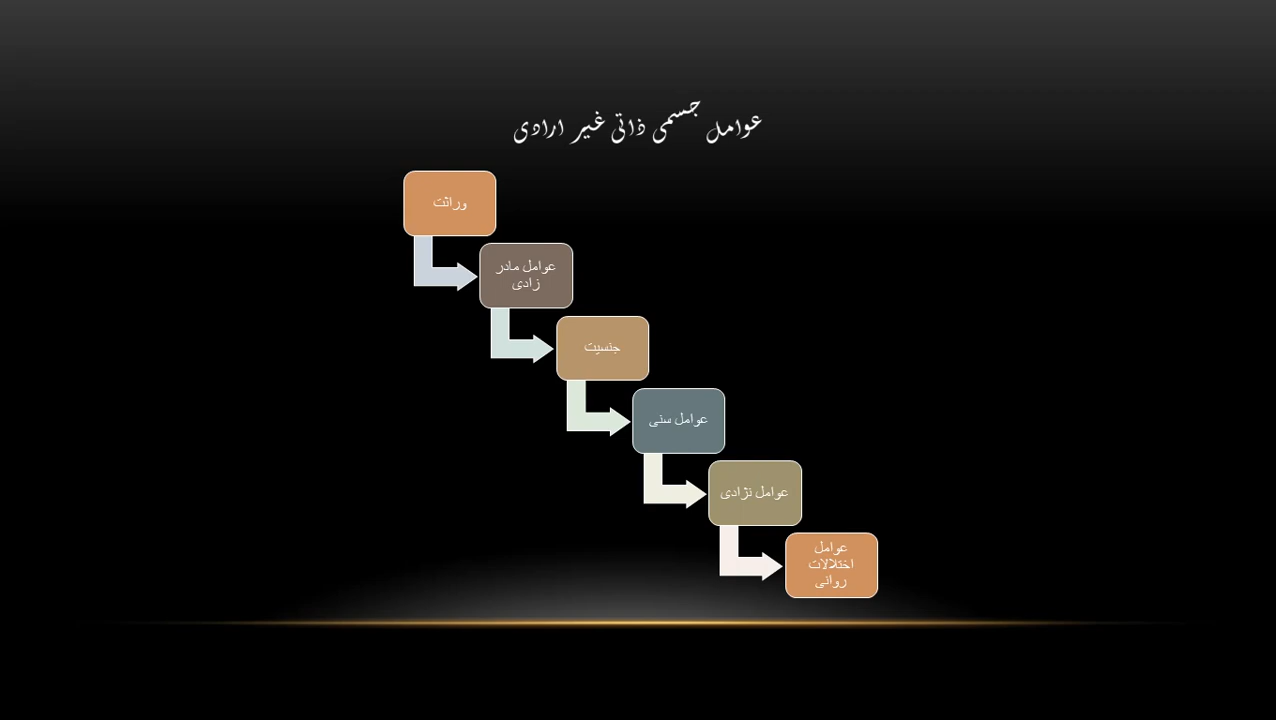 عوامل جسمی ذاتی غیر ارادی
وراثت
عوامل مادر
زادی
جنسیت
عوامل سنی
عوامل نژادی
عوامل
اختلالات
روانی